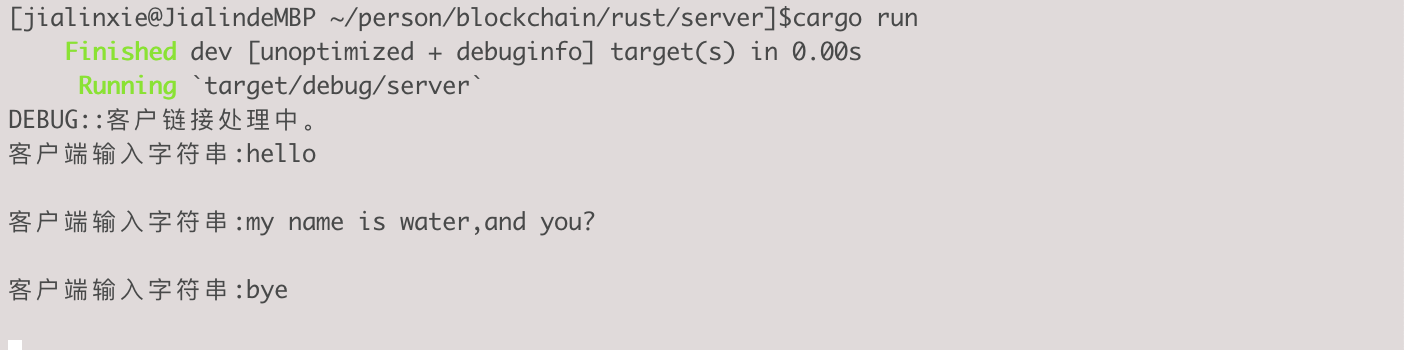 [jialinxie@JialindeMBP ~/person/blockchain/rust/server]$cargo run
Finished dev [unoptimized + debuginfo] target(s) in 0.00s
Running `target/debug/server`
DEBUG::客户链接处理中。
客户端输入字符串:hello
客户端输入字符串:my name is water,and you?
客户端输入字符串:bye